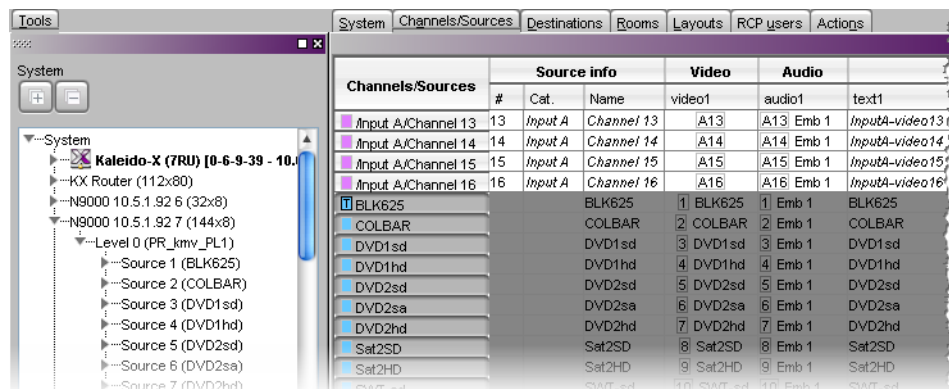 Tools
System
System
Kaleido-X (7RU) [0-6-9-39 - 10.
KX Router (112x80)
N9000 10.5.1.92 6 (32x8)
N9000 10.5.1.92 7 (144x8)
Level 0 (PR_kmv_PL1)
Source 1 (BLK625)
Source 2 (COLBAR)
Source 3 (DVD1sd)
Source 4 (DVD1hd)
Source 5 (DVD2sd)
Source 6 (DVD2sa)
Source 7 (DVD2hd)
System Channels/Sources Destinations Rooms Layouts RCP users Actions
Channels/Sources Source info Video Audio
# Cat. Name video1 audio1 text1
/Input A/Channel 13 13 Input A Channel 13 A13 A13 Emb 1 InputA-video13
/Input A/Channel 14 14 Input A Channel 14 A14 A14 Emb 1 InputA-video14
/Input A/Channel 15 15 Input A Channel 15 A15 A15 Emb 1 InputA-video15
/Input A/Channel 16 16 Input A Channel 16 A16 A16 Emb 1 InputA-video16
T BLK625 BLK625 1 BLK625 1 Emb 1 BLK625
COLBAR COLBAR 2 COLBAR 2 Emb 1 COLBAR
DVD1sd DVD1sd 3 DVD1sd 3 Emb 1 DVD1sd
DVD1hd DVD1hd 4 DVD1hd 4 Emb 1 DVD1hd
DVD2sd DVD2sd 5 DVD2sd 5 Emb 1 DVD2sd
DVD2sa DVD2sa 6 DVD2sa 6 Emb 1 DVD2sa
DVD2hd DVD2hd 7 DVD2hd 7 Emb 1 DVD2hd
Sat2SD Sat2SD 8 Sat2SD 8 Emb 1 Sat2SD
Sat2HD Sat2HD 9 Sat2HD 9 Emb 1 Sat2HD